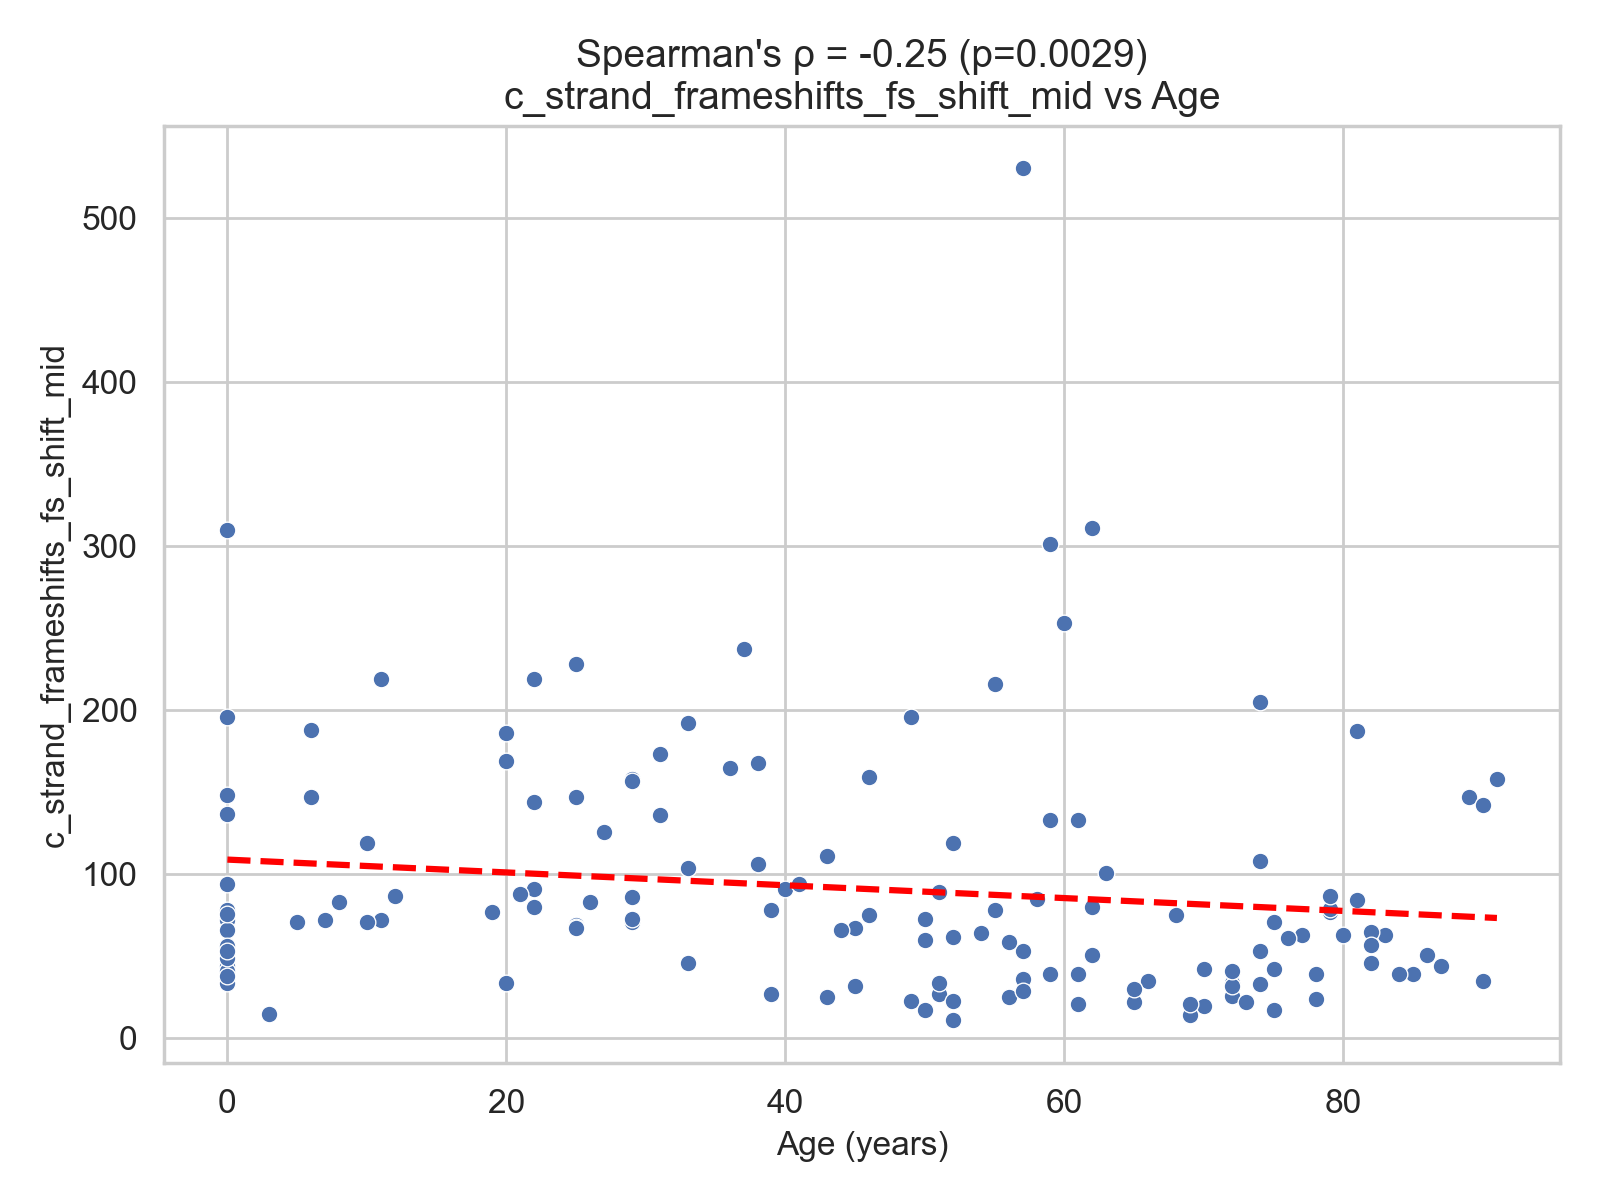 Spearman's ρ = -0.25 (p=0.0029)
c_strand_frameshifts_fs_shift_mid vs Age
c_strand_frameshifts_fs_shift_mid
500
400
300
200
100
0
0 20 40 60 80
Age (years)